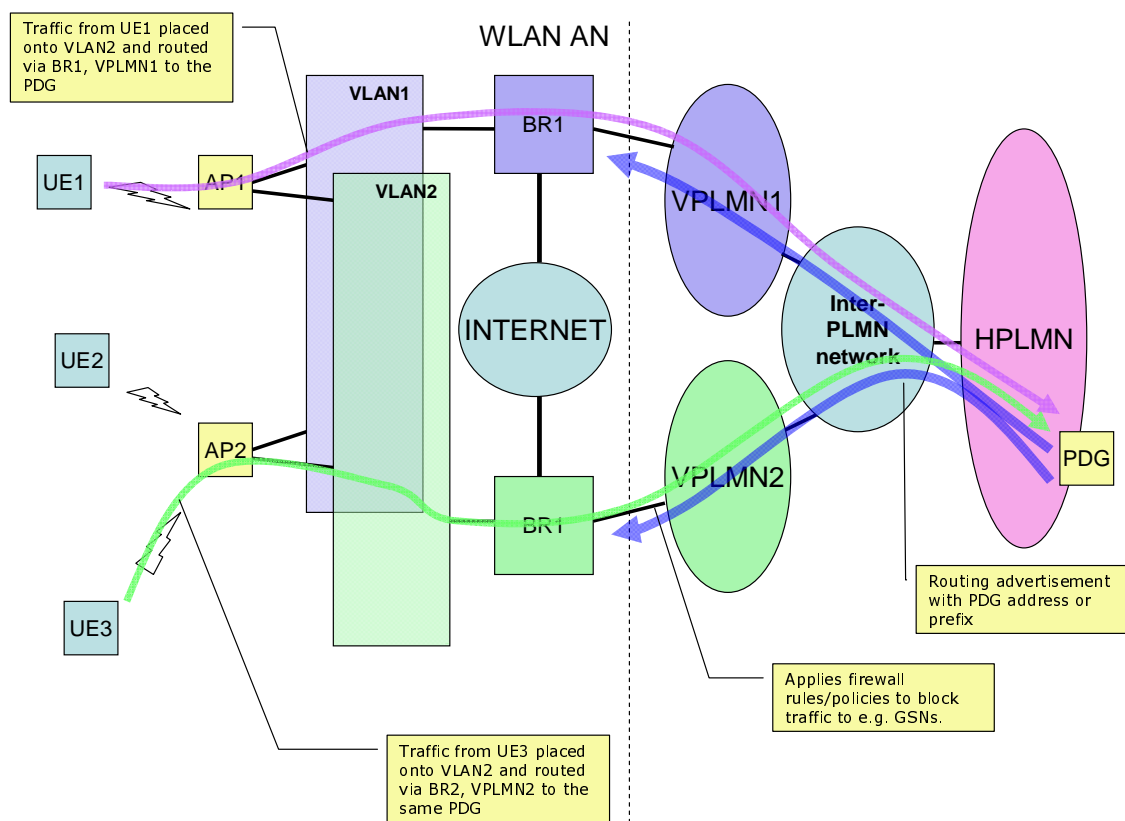 Traffic from UE1 placed
onto VLAN2 and routed
via BR1, VPLMN1 to the
PDG
WLAN AN
VLAN1
BR1
UE1
AP1
VLAN2
VPLMN1
INTERNET
Inter-
PLMN
network
HPLMN
UE2
AP2
VPLMN2
PDG
BR1
UE3
Routing advertisement
with PDG address or
prefix
Applies firewall
rules/policies to block
traffic to e.g. GSNs.
Traffic from UE3 placed
onto VLAN2 and routed
via BR2, VPLMN2 to the
same PDG